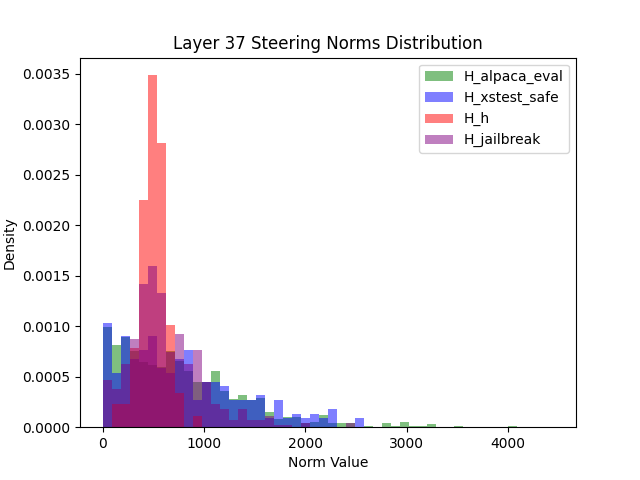 Layer 37 Steering Norms Distribution
H_alpaca_eval
H_xstest_safe
H_h
H_jailbreak
0.0035
0.0030
0.0025
0.0020
0.0015
0.0010
0.0005
0.0000
Density
0 1000 2000 3000 4000
Norm Value